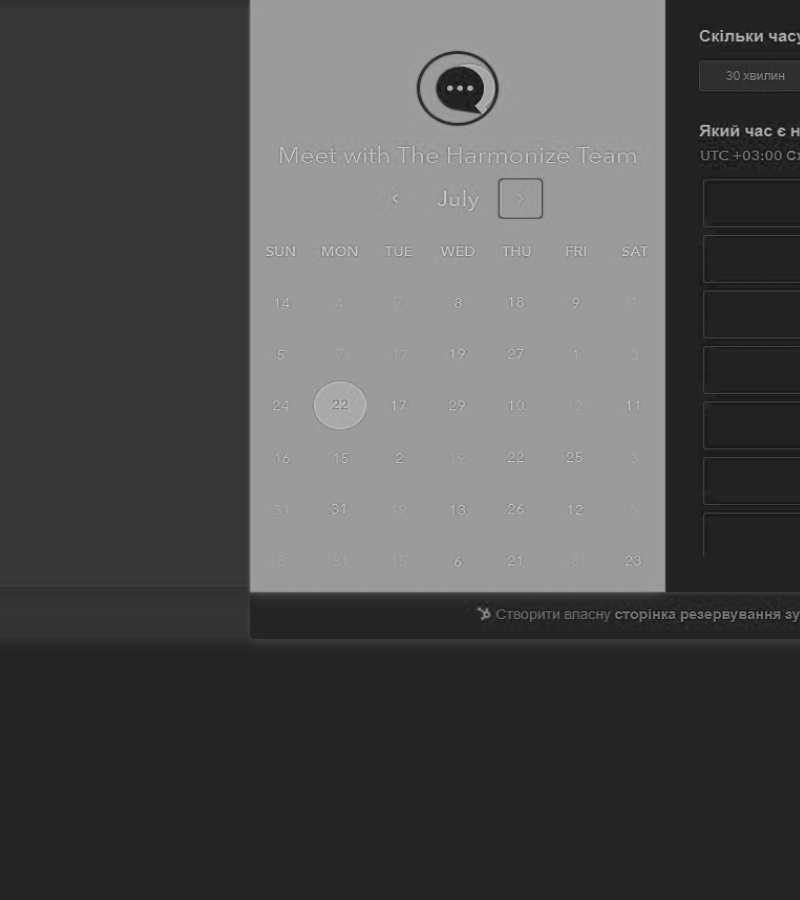 Meet with The Harmonize Team
July
SUN MON TUE WED THU FRI SAT
14 4 7 8 18 9 1
5 7 17 19 27 1 3
24 22 17 29 10 12 11
16 15 2 19 22 25 3
31 31 19 13 26 12 6
8 31 15 6 21 8 23
Скільки часу
30 хвилин
Який час є н
UTC +03:00
Створити власну сторінка резервування зу